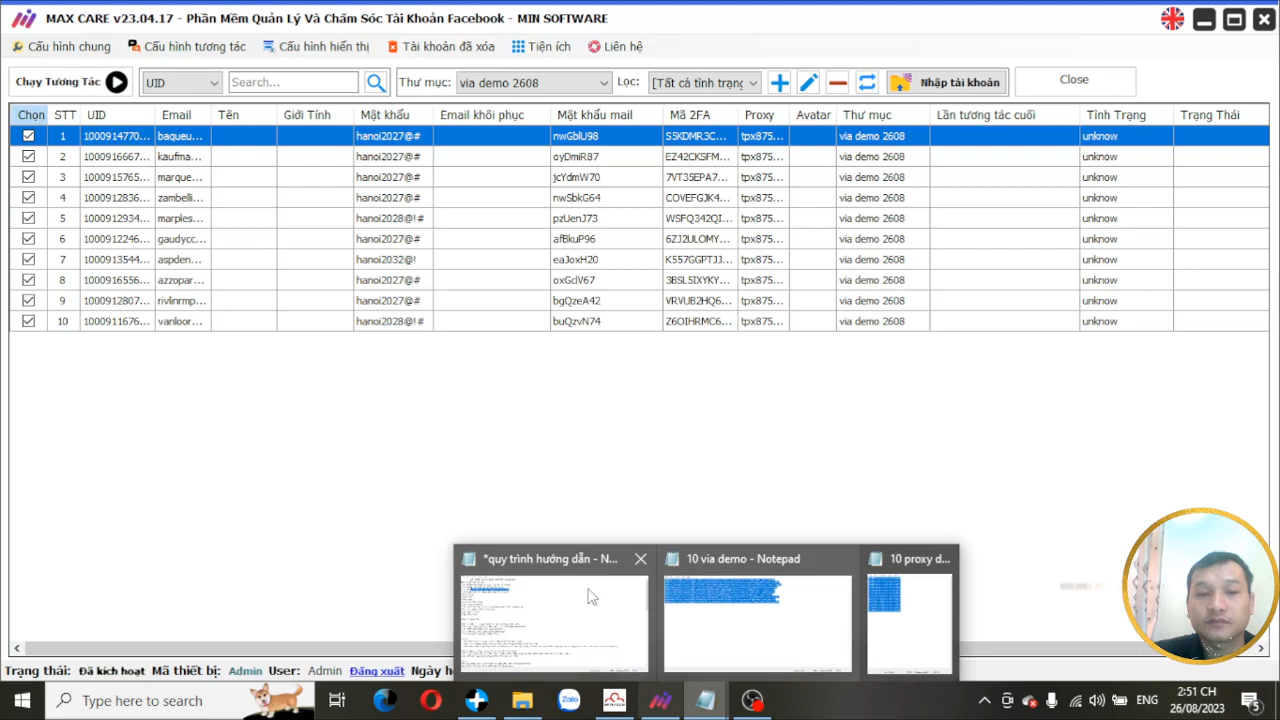 MAX CARE v23.04.17 - Phần Mềm Quản Lý Và Chăm Sóc Tài Khoản Facebook - MIN SOFTWARE
Cấu hình chung Cấu hình tương tác Cấu hình hiển thị Tài khoản đã xóa Tiện ích Liên hệ
Chạy Tương Tác UID Search... Thư mục: via demo 2608 Lọc: [Tất cả tình trạng Nhập tài khoản Close
Chọn STT UID Email Tên Giới Tính Mật khẩu Email khôi phục Mật khẩu mail Mã 2FA Proxy Avatar Thư mục Lần tương tác cuối Tình Trạng Trạng Thái
1 1000914770... baqueu... hanoi2027@# nwGblU98 S5KDMR3C... tpx875... via demo 2608 unknow
2 1000916667... kaufma... hanoi2027@# oyDmiR87 EZ42CKSFM... tpx875... via demo 2608 unknow
3 1000915765... marque... hanoi2027@# jcYdmW70 7VT35EPA7... tpx875... via demo 2608 unknow
4 1000912836... zambelli... hanoi2027@# nwSbkG64 COVEFGJK4... tpx875... via demo 2608 unknow
5 1000912934... marples... hanoi2028@!# pzUenJ73 WSFQ342QI... tpx875... via demo 2608 unknow
6 1000912246... gaudycc... hanoi2027@# afBkuP96 6ZJ2ULOMY... tpx875... via demo 2608 unknow
7 1000913544... aspden... hanoi2032@! eaJoxH20 K557GGPTJJ... tpx875... via demo 2608 unknow
8 1000916556... azzopar... hanoi2027@# oxGclV67 3BSL5IXYKY... tpx875... via demo 2608 unknow
9 1000912807... rivlinrmp... hanoi2027@# bgQzeA42 VRVUB2HQ6... tpx875... via demo 2608 unknow
10 1000911676... vanloor... hanoi2028@!# buQzvN74 Z6OIHRMC6... tpx875... via demo 2608 unknow
*quy trình hướng dẫn - N... 10 via demo - Notepad 10 proxy d...
Trạng thái: Đã kích hoạt Mã thiết bị: Admin User: Admin Đăng xuất Ngày h
Type here to search Zalo ENG 2:51 CH
26/08/2023 5